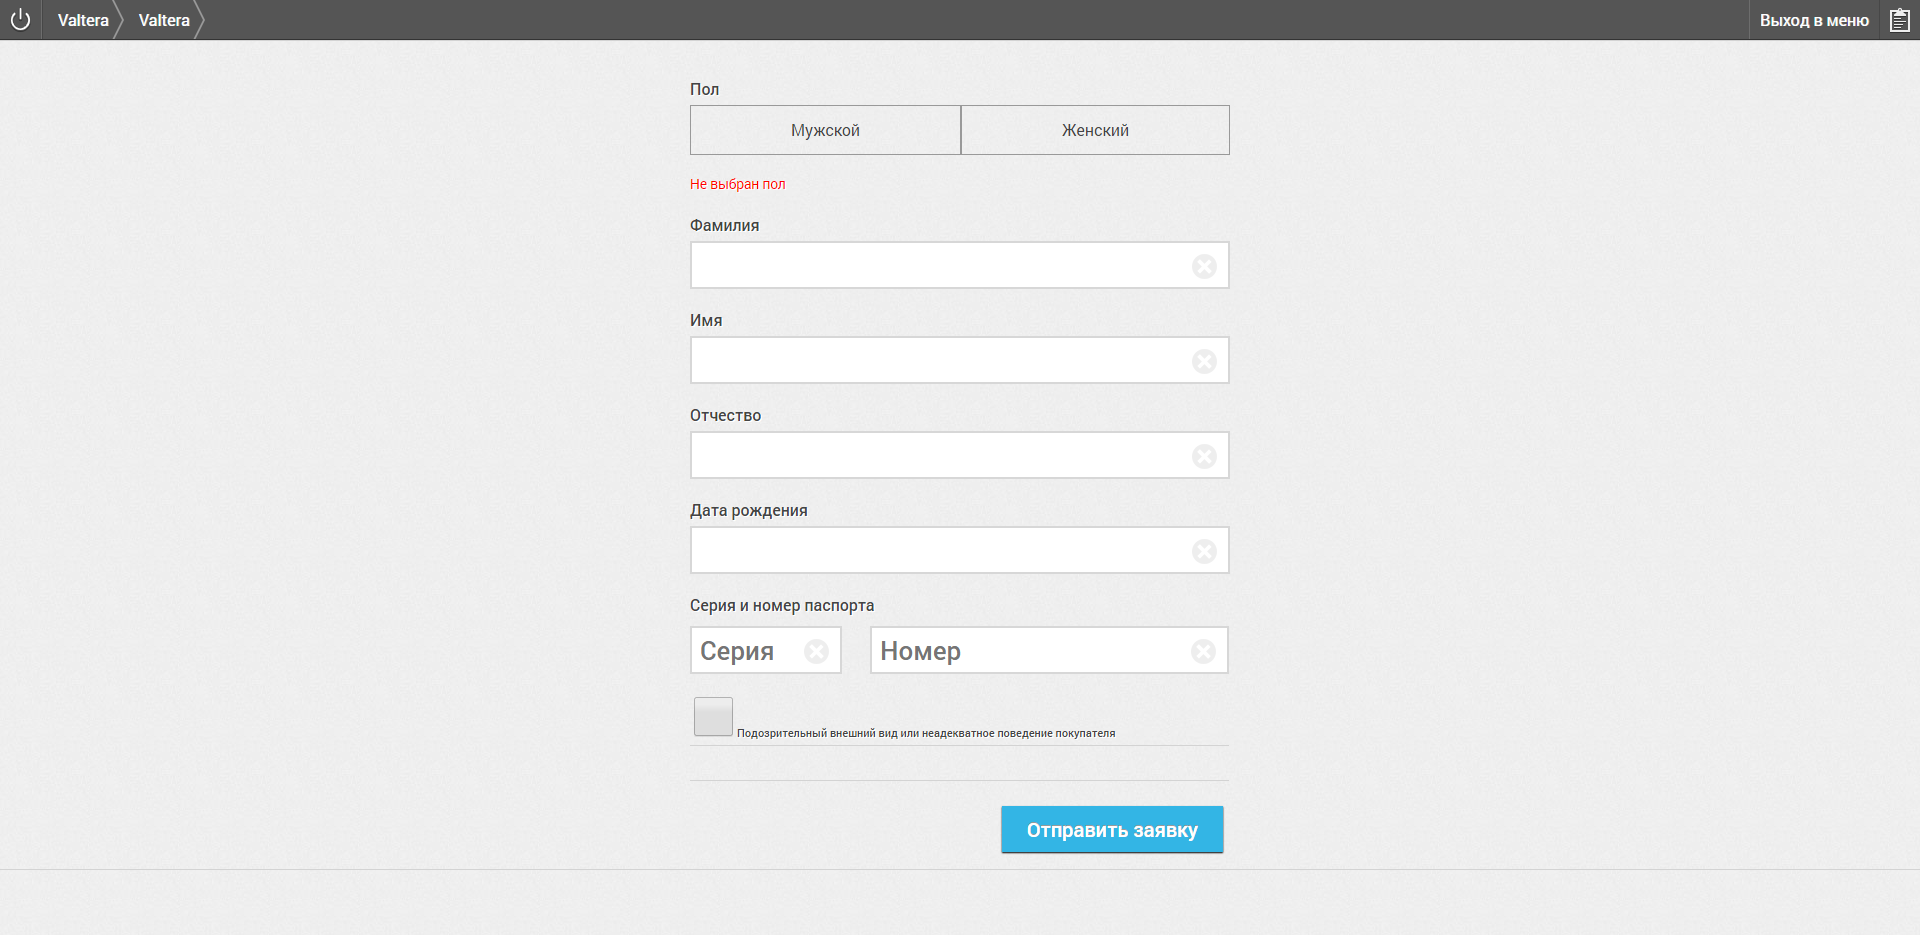 Valtera Valtera Выход в меню
Пол
Мужской Женский
Не выбран пол
Фамилия
Имя
Отчество
Дата рождения
Серия и номер паспорта
Серия Номер
Подозрительный внешний вид или неадекватное поведение покупателя
Отправить заявку